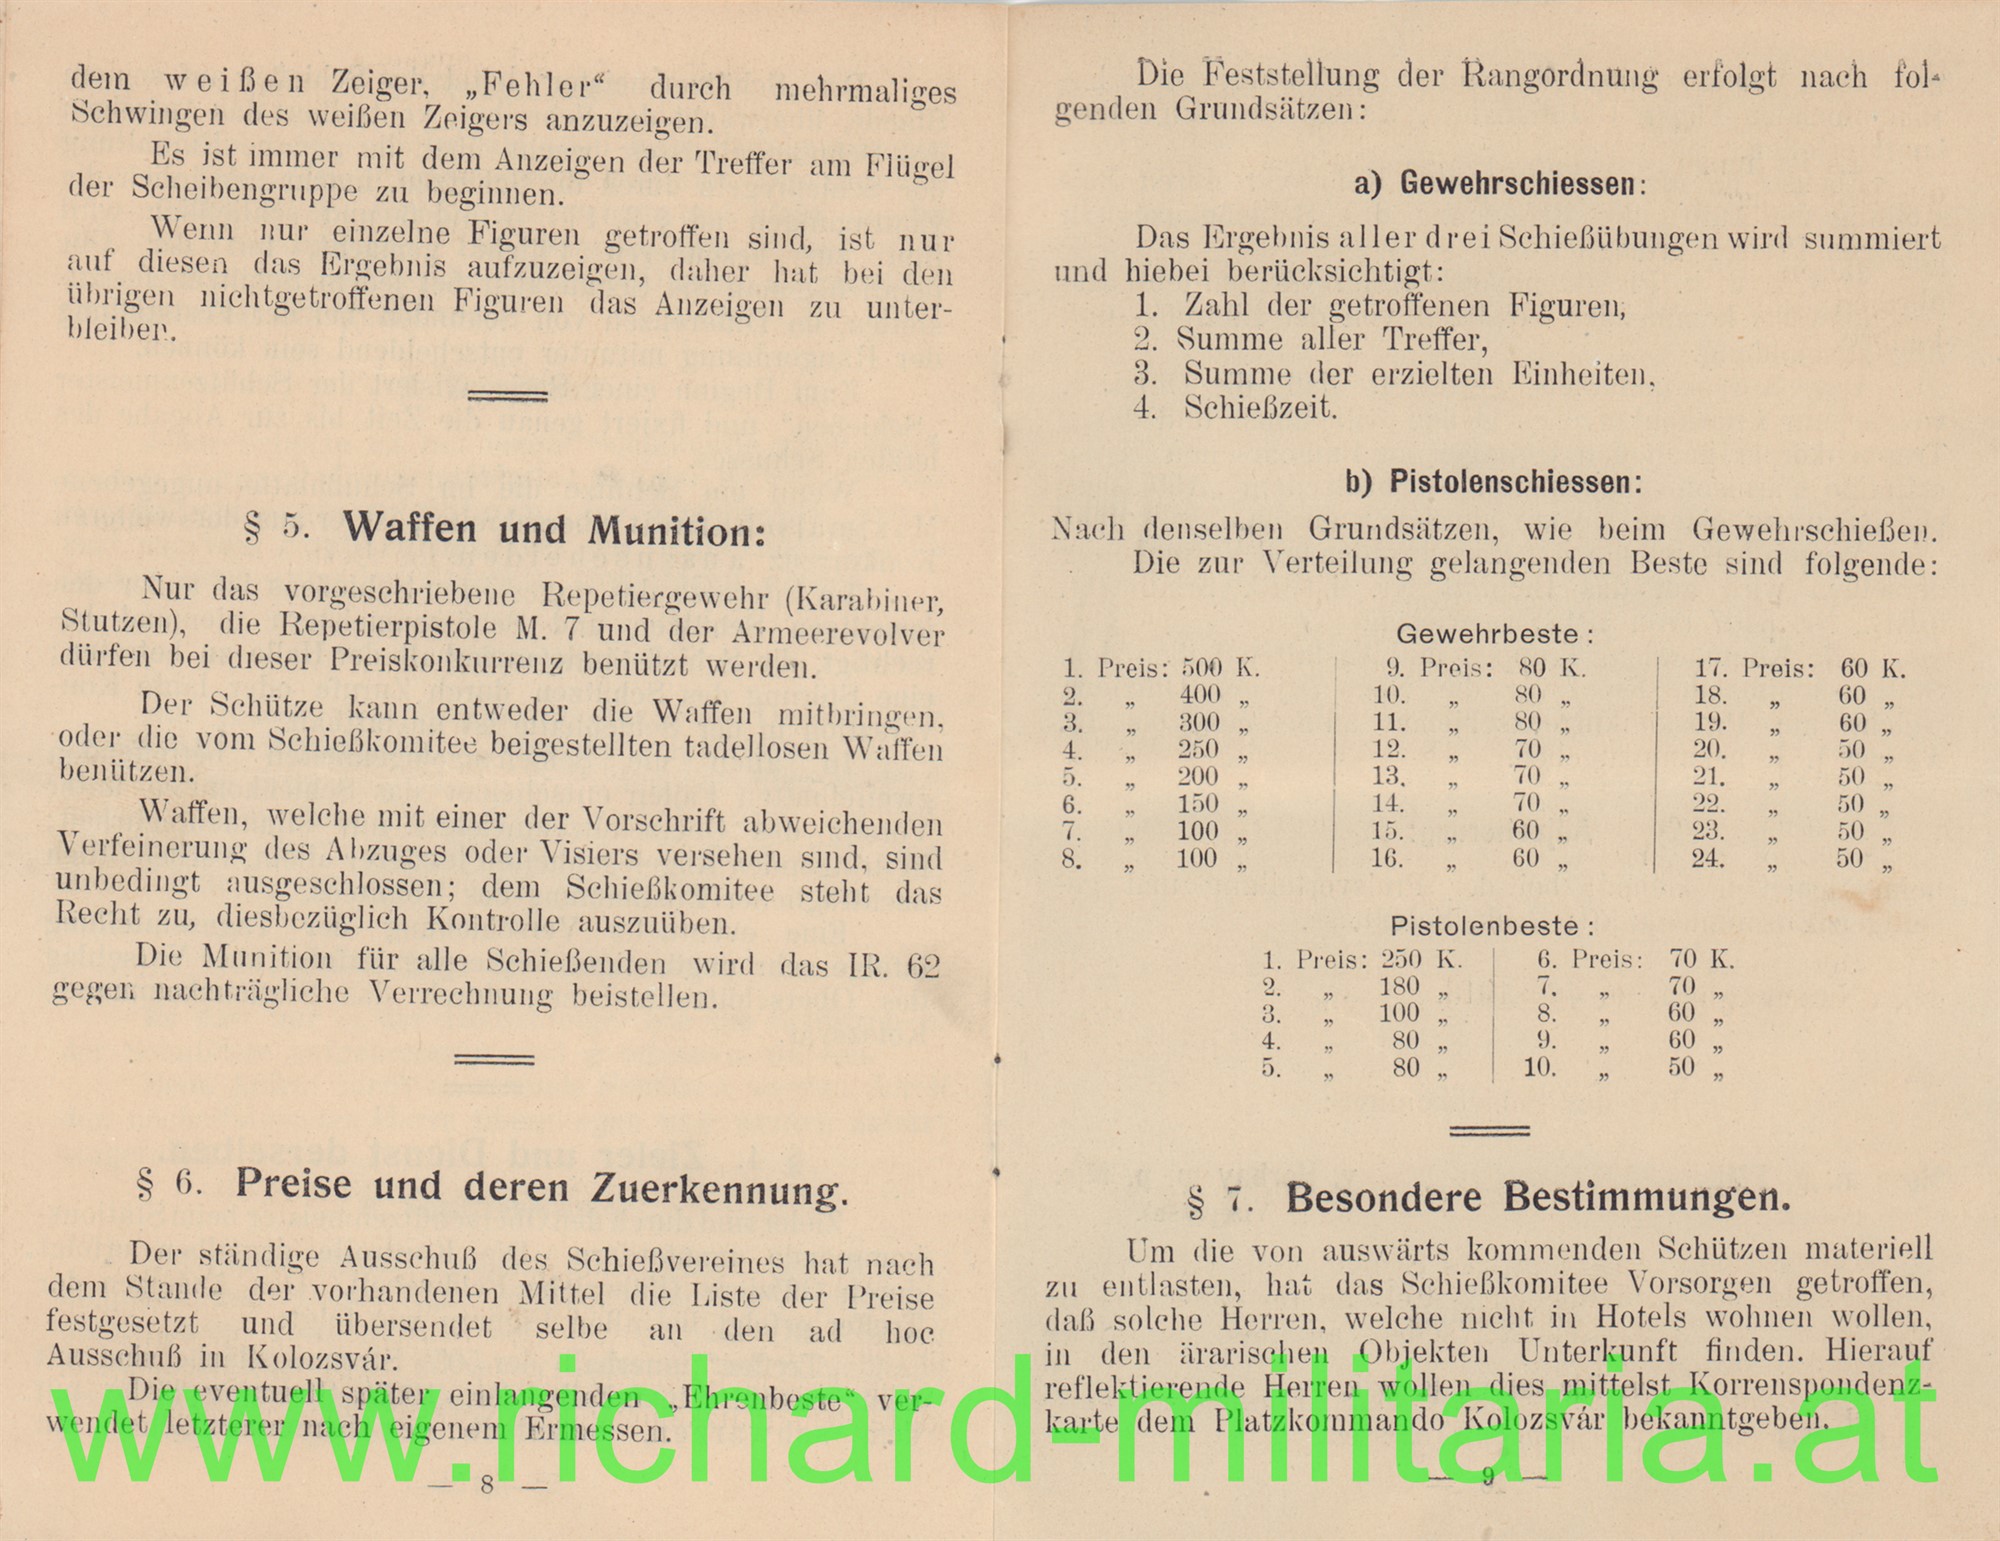 dem weißen Zeiger, „Fehler“ durch mehrmaliges
Schwingen des weißen Zeigers anzuzeigen.
Es ist immer mit dem Anzeigen der Treffer am Flügel
der Scheibengruppe zu beginnen.
Wenn nur einzelne Figuren getroffen sind, ist nur
auf diesen das Ergebnis aufzuzeigen, daher hat bei den
übrigen nichtgetroffenen Figuren das Anzeigen zu unter-
bleiben.
§ 5. Waffen und Munition:
Nur das vorgeschriebene Repetiergewehr (Karabiner,
Stutzen), die Repetierpistole M. 7 und der Armeerevolver
dürfen bei dieser Preiskonkurrenz benützt werden.
Der Schütze kann entweder die Waffen mitbringen,
oder die vom Schießkomitee beigestellten tadellosen Waffen
benützen.
Waffen, welche mit einer der Vorschrift abweichenden
Verfeinerung des Abzuges oder Visiers versehen sind, sind
unbedingt ausgeschlossen; dem Schießkomitee steht das
Recht zu, diesbezüglich Kontrolle auszuüben.
Die Munition für alle Schießenden wird das IR. 62
gegen nachträgliche Verrechnung beistellen.
§ 6. Preise und deren Zuerkennung.
Der ständige Ausschuß des Schießvereines hat nach
dem Stande der vorhandenen Mittel die Liste der Preise
festgesetzt und übersendet selbe an den ad hoc
Ausschuß in Kolozsvár.
Die eventuell später einlangenden „Ehrenbeste“ ver-
wendet letzterer nach eigenem Ermessen.
— 8 —
Die Feststellung der Rangordnung erfolgt nach fol-
genden Grundsätzen:
a) Gewehrschiessen:
Das Ergebnis aller drei Schießübungen wird summiert
und hiebei berücksichtigt:
1. Zahl der getroffenen Figuren,
2. Summe aller Treffer,
3. Summe der erzielten Einheiten,
4. Schießzeit.
b) Pistolenschiessen:
Nach denselben Grundsätzen, wie beim Gewehrschießen.
Die zur Verteilung gelangenden Beste sind folgende:
Gewehrbeste:
1. Preis: 500 K. 9. Preis: 80 K. 17. Preis: 60 K.
2. „ 400 „ 10. „ 80 „ 18. „ 60 „
3. „ 300 „ 11. „ 80 „ 19. „ 60 „
4. „ 250 „ 12. „ 70 „ 20. „ 50 „
5. „ 200 „ 13. „ 70 „ 21. „ 50 „
6. „ 150 „ 14. „ 70 „ 22. „ 50 „
7. „ 100 „ 15. „ 60 „ 23. „ 50 „
8. „ 100 „ 16. „ 60 „ 24. „ 50 „
Pistolenbeste:
1. Preis: 250 K. 6. Preis: 70 K.
2. „ 180 „ 7. „ 70 „
3. „ 100 „ 8. „ 60 „
4. „ 80 „ 9. „ 60 „
5. „ 80 „ 10. „ 50 „
§ 7. Besondere Bestimmungen.
Um die von auswärts kommenden Schützen materiell
zu entlasten, hat das Schießkomitee Vorsorgen getroffen,
daß solche Herren, welche nicht in Hotels wohnen wollen,
in den ärarischen Objekten Unterkunft finden. Hierauf
reflektierende Herren wollen dies mittelst Korrenspondenz-
karte dem Platzkommando Kolozsvár bekanntgeben.
— 9 —
www.richard-militaria.at